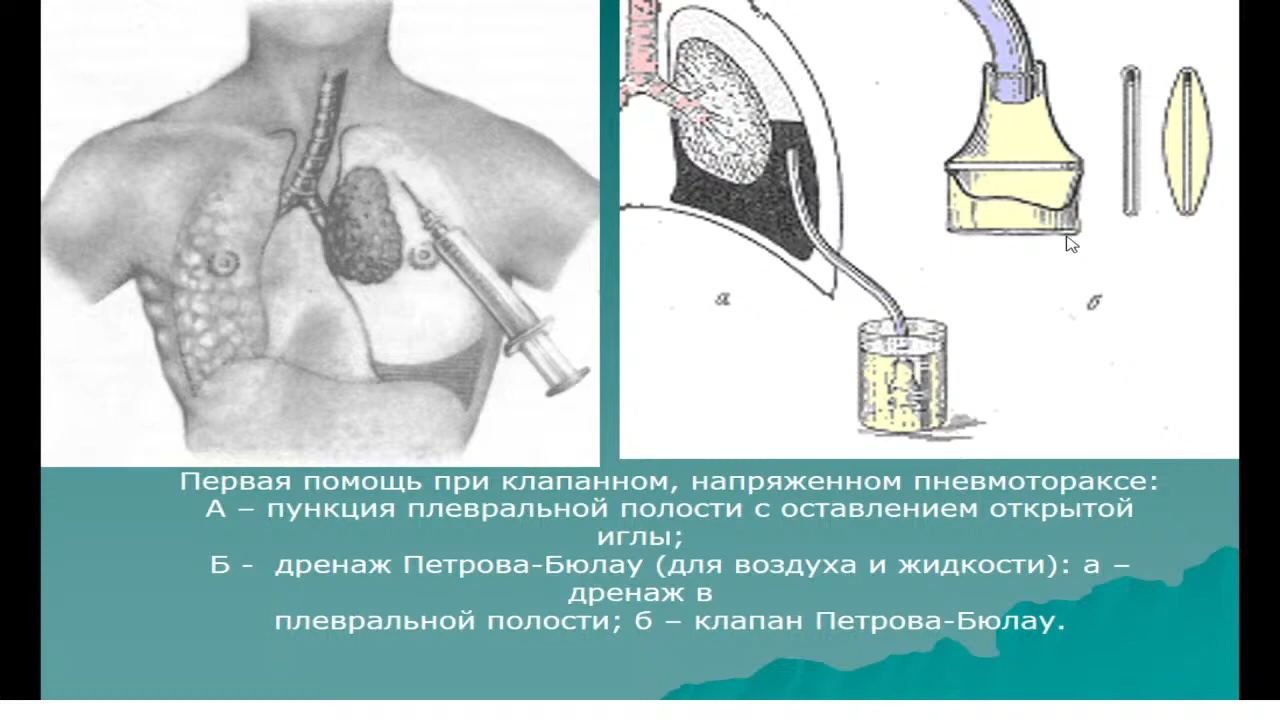 а
б
Первая помощь при клапанном, напряженном пневмотораксе:
А – пункция плевральной полости с оставлением открытой
иглы;
Б - дренаж Петрова-Бюлау (для воздуха и жидкости): а –
дренаж в
плевральной полости; б – клапан Петрова-Бюлау.